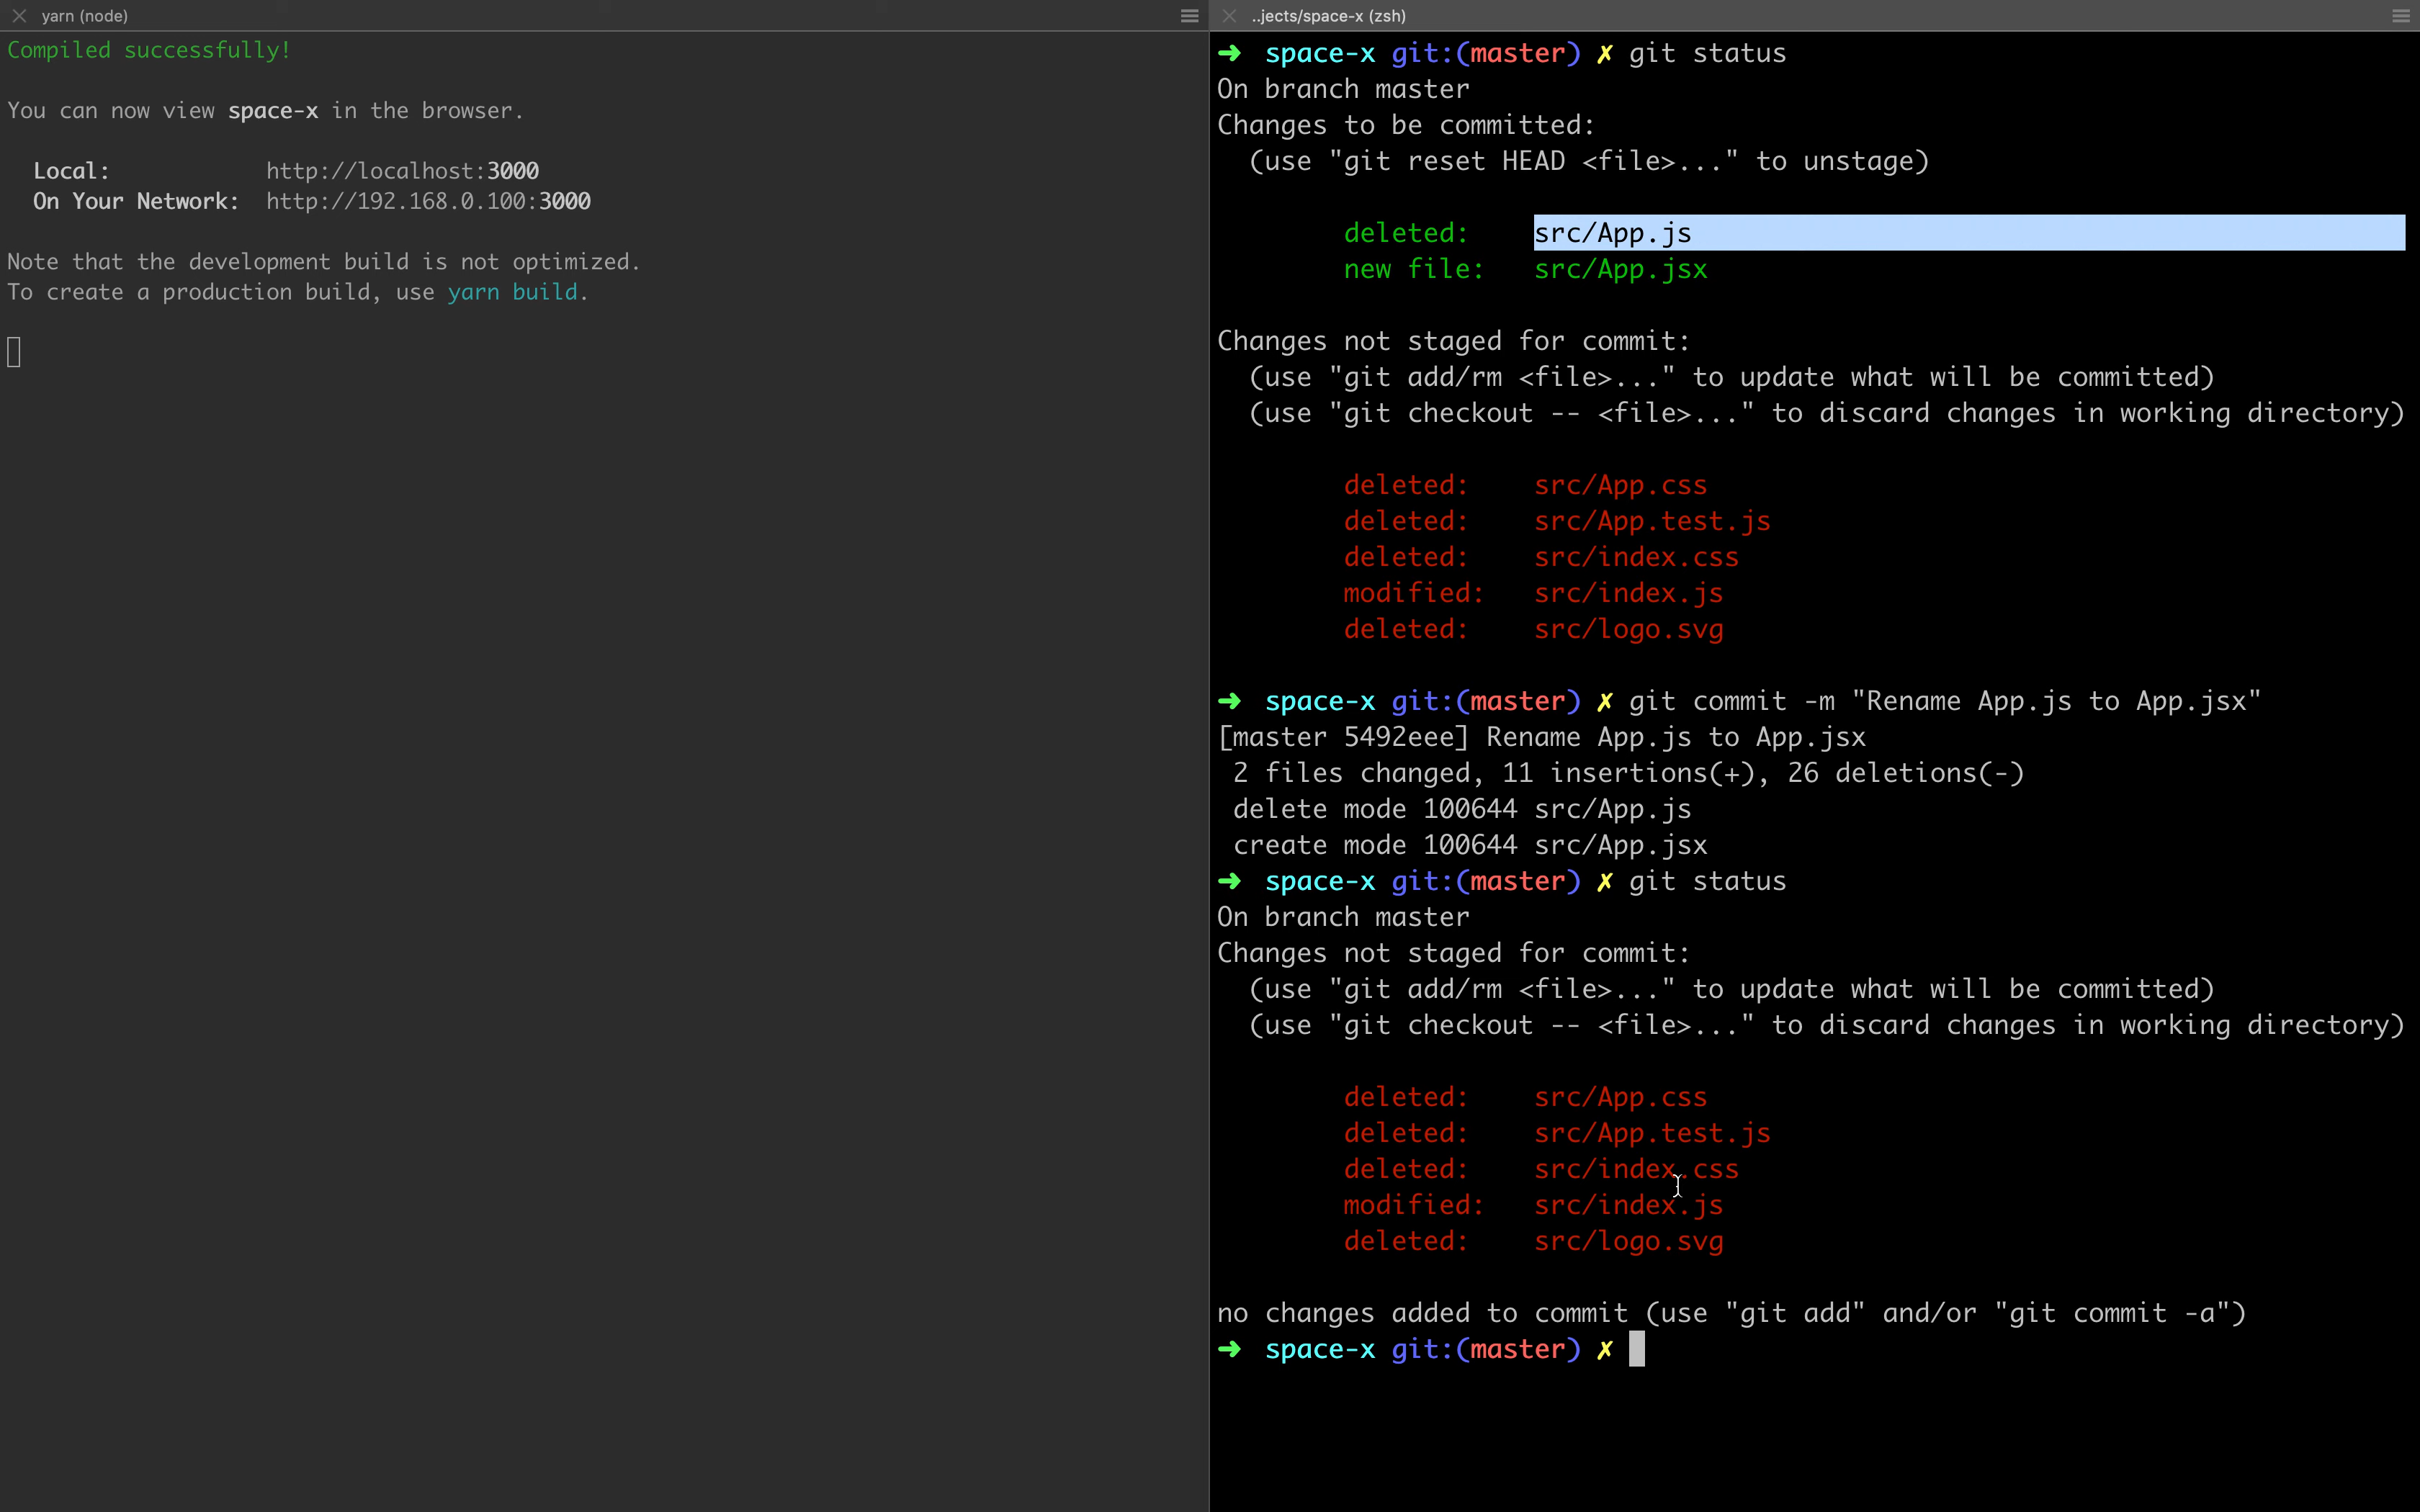 yarn (node)
Compiled successfully!
You can now view space-x in the browser.
Local: http://localhost:3000
On Your Network: http://192.168.0.100:3000
Note that the development build is not optimized.
To create a production build, use yarn build.
..jects/space-x (zsh)
➜ space-x git:(master) ✗ git status
On branch master
Changes to be committed:
(use "git reset HEAD <file>..." to unstage)
deleted: src/App.js
new file: src/App.jsx
Changes not staged for commit:
(use "git add/rm <file>..." to update what will be committed)
(use "git checkout -- <file>..." to discard changes in working directory)
deleted: src/App.css
deleted: src/App.test.js
deleted: src/index.css
modified: src/index.js
deleted: src/logo.svg
➜ space-x git:(master) ✗ git commit -m "Rename App.js to App.jsx"
[master 5492eee] Rename App.js to App.jsx
2 files changed, 11 insertions(+), 26 deletions(-)
delete mode 100644 src/App.js
create mode 100644 src/App.jsx
➜ space-x git:(master) ✗ git status
On branch master
Changes not staged for commit:
(use "git add/rm <file>..." to update what will be committed)
(use "git checkout -- <file>..." to discard changes in working directory)
deleted: src/App.css
deleted: src/App.test.js
deleted: src/index.css
modified: src/index.js
deleted: src/logo.svg
no changes added to commit (use "git add" and/or "git commit -a")
➜ space-x git:(master) ✗